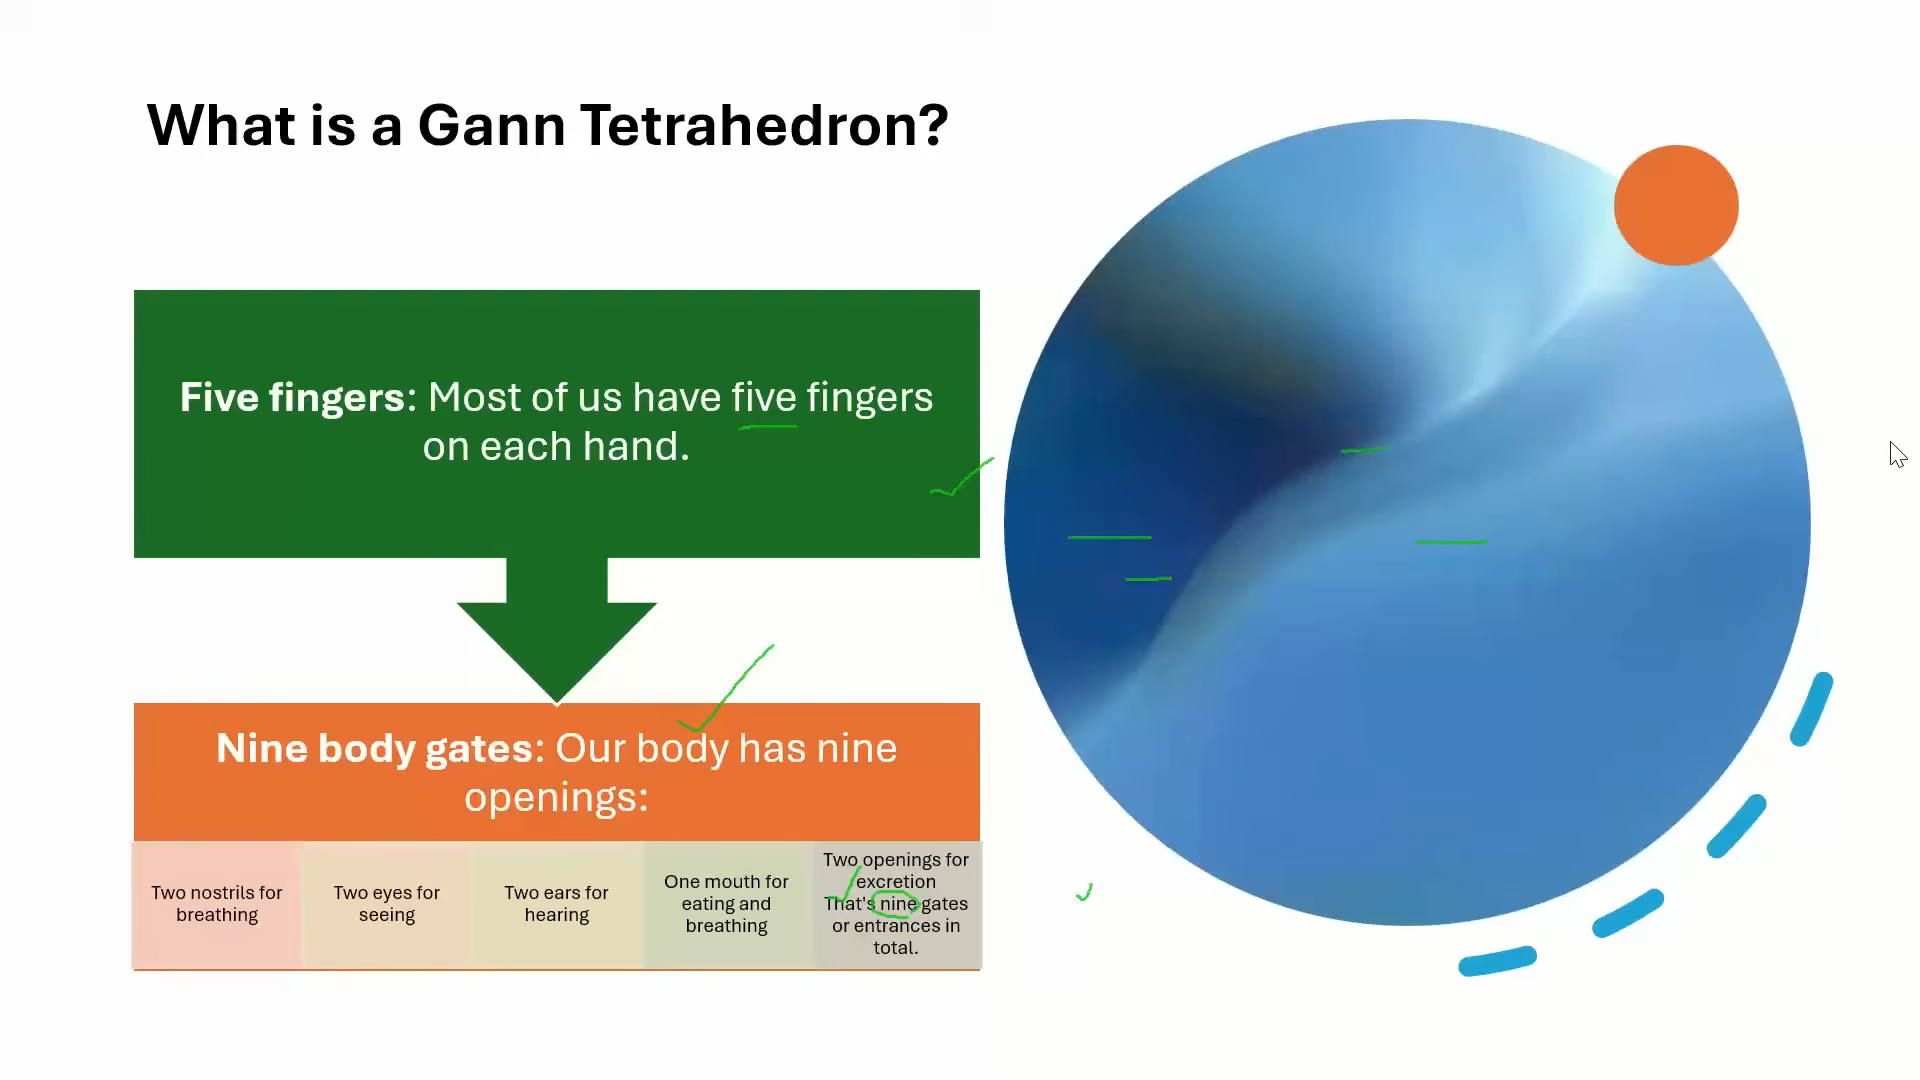 What is a Gann Tetrahedron?
Five fingers: Most of us have five fingers
on each hand.
Nine body gates: Our body has nine
openings:
Two nostrils for
breathing
Two eyes for
seeing
Two ears for
hearing
One mouth for
eating and
breathing
Two openings for
excretion
That's nine gates
or entrances in
total.